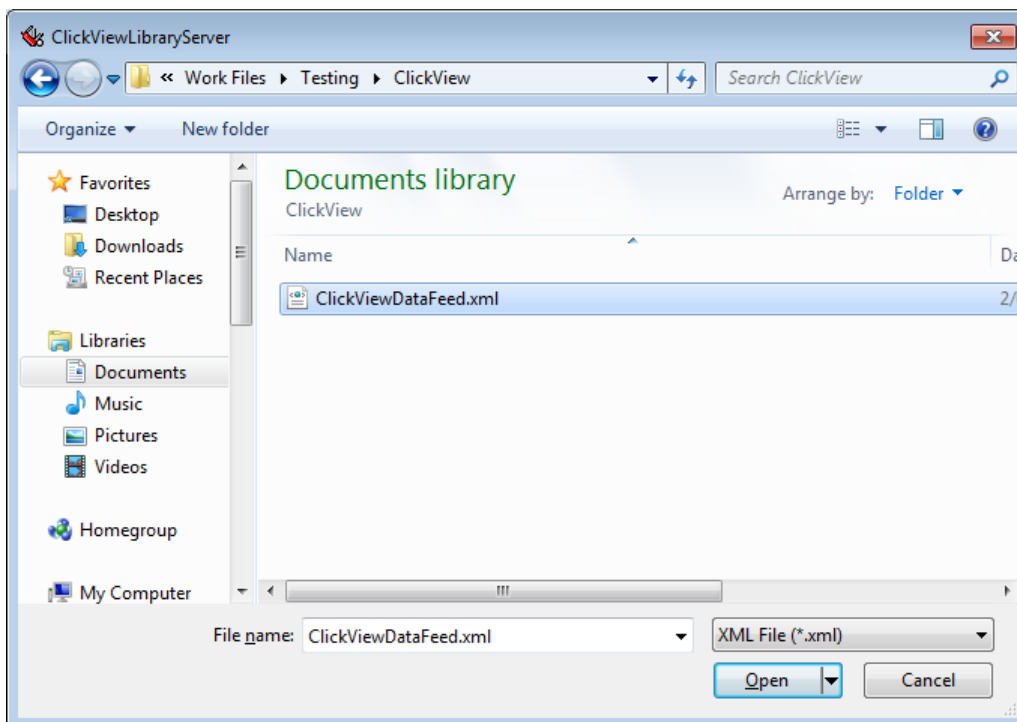 ClickViewLibraryServer
« Work Files ▸ Testing ▸ ClickView
Search ClickView
Organize
New folder
Favorites
Desktop
Downloads
Recent Places
Libraries
Documents
Music
Pictures
Videos
Homegroup
My Computer
Documents library
ClickView
Arrange by: Folder
Name
Da
ClickViewDataFeed.xml
2/
File name: ClickViewDataFeed.xml
XML File (*.xml)
Open
Cancel